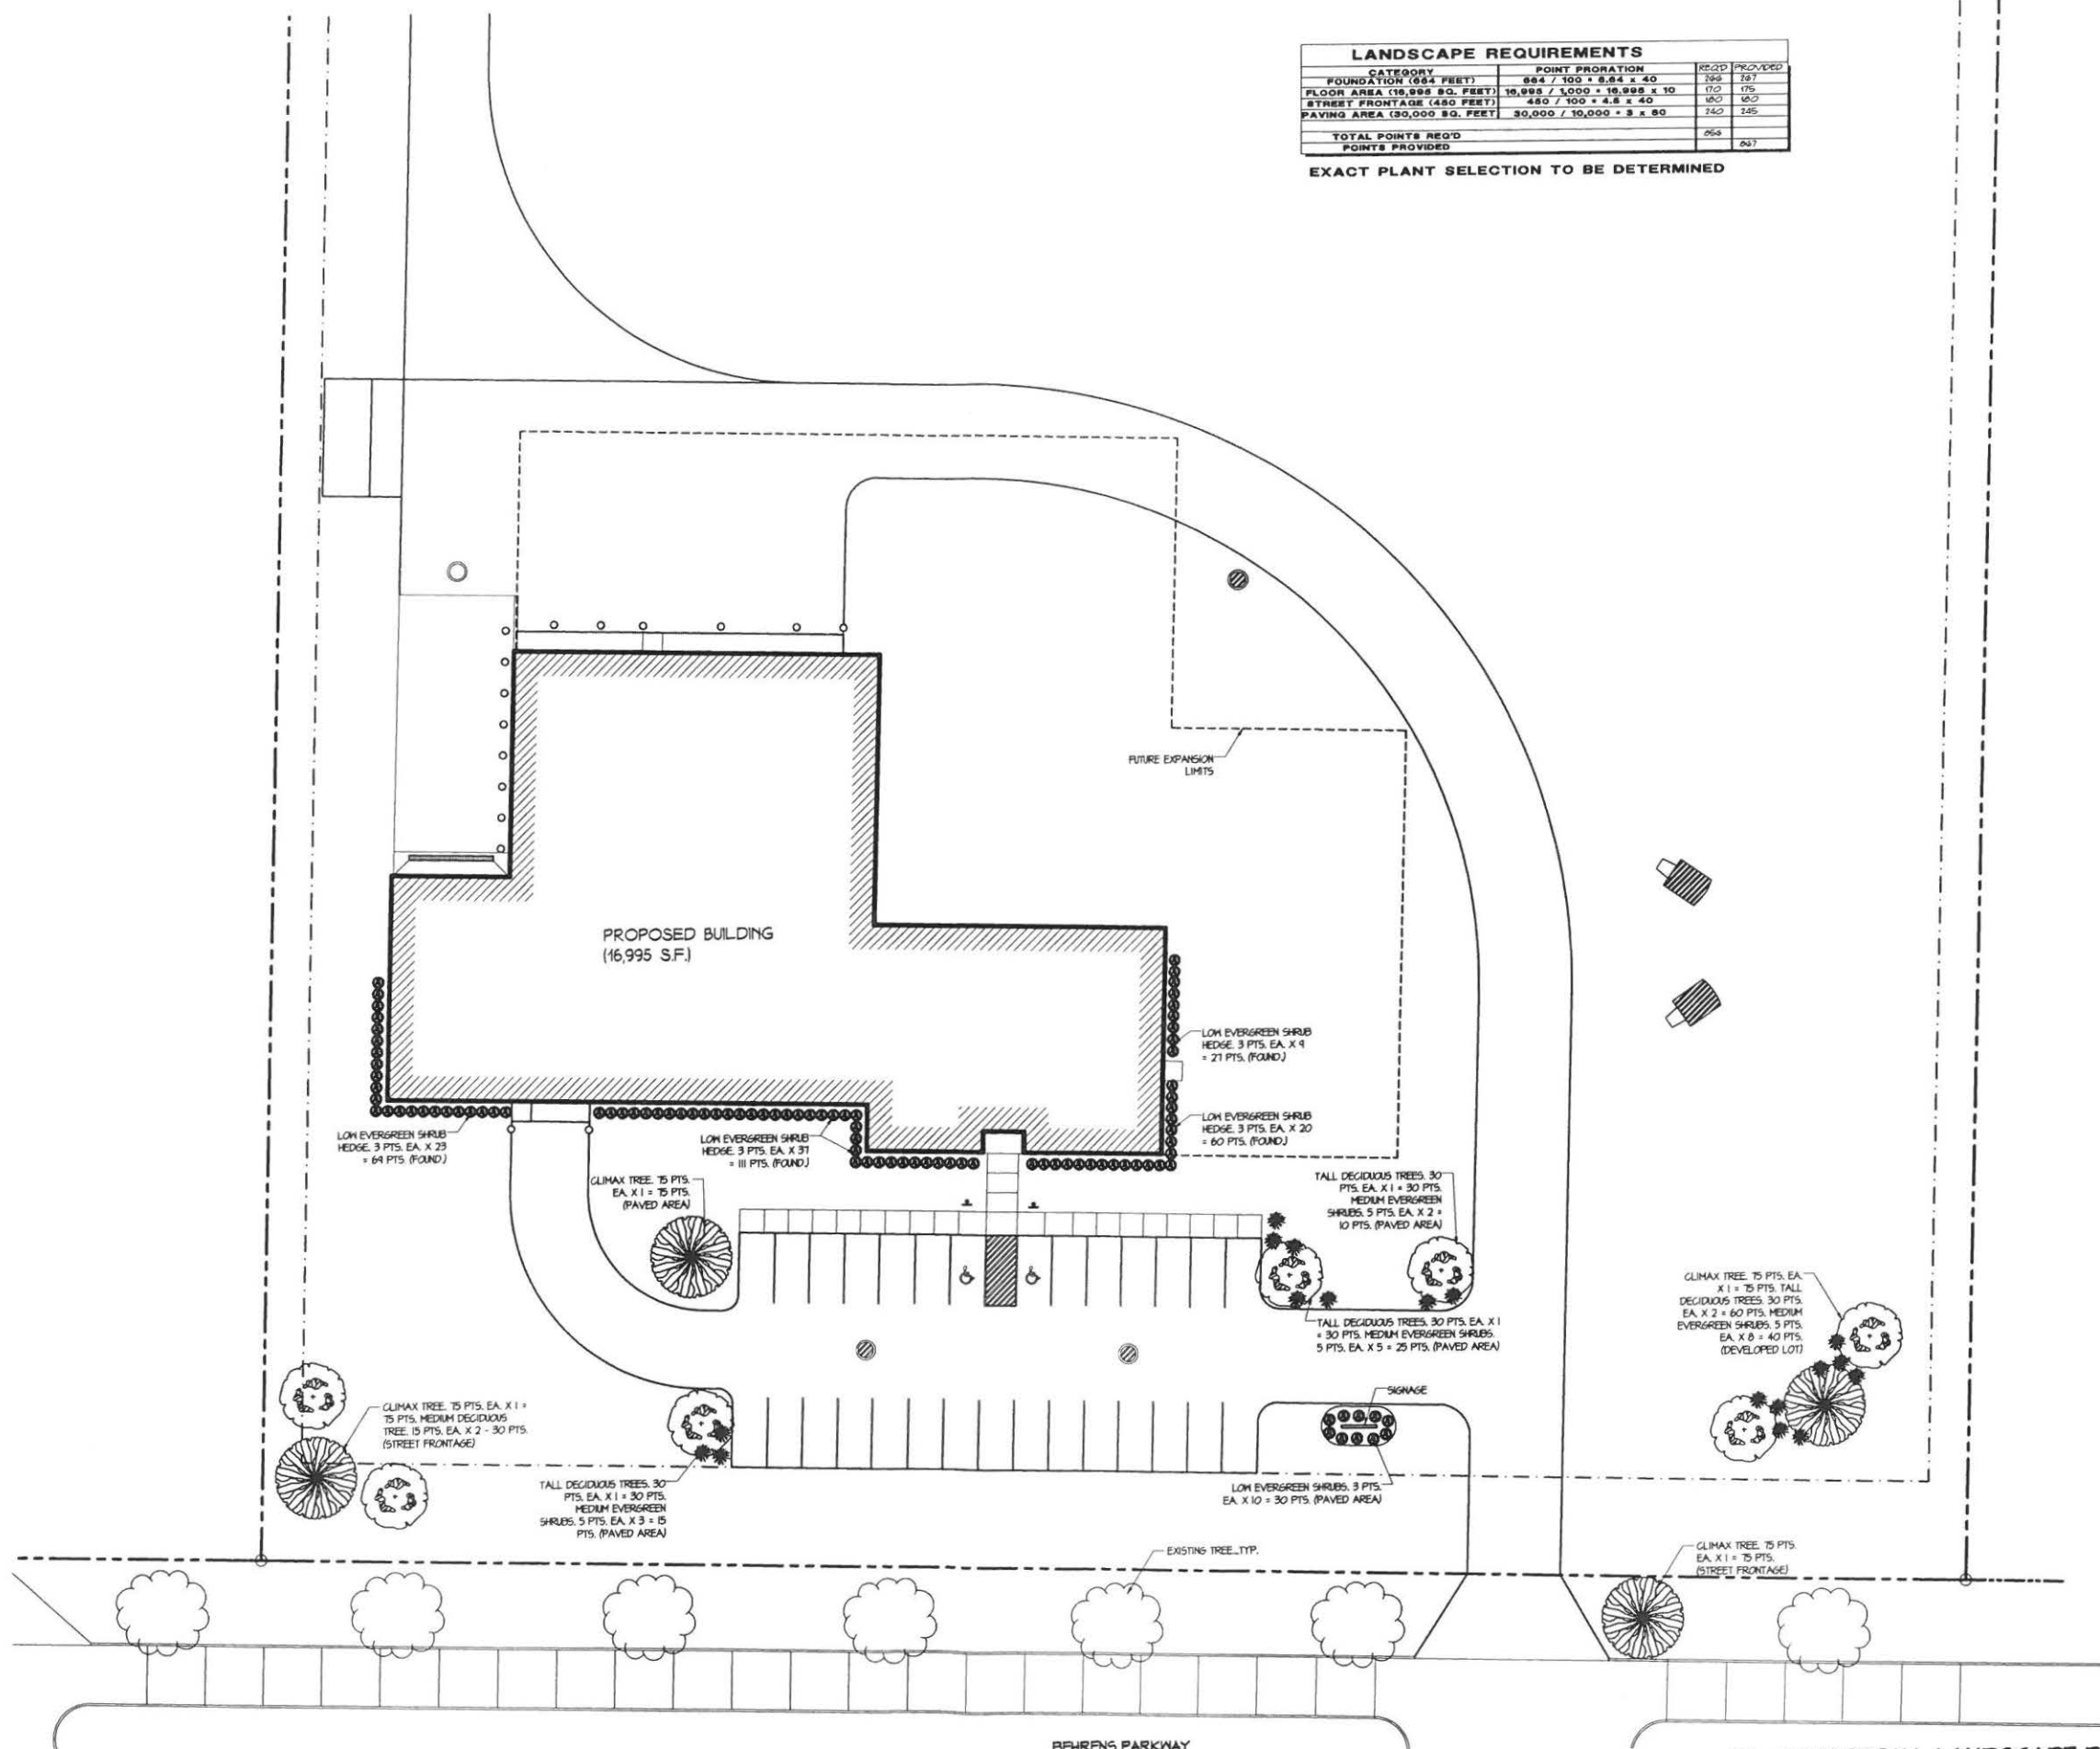 LANDSCAPE REQUIREMENTS
CATEGORY POINT PRORATION REQ'D PROVIDED
FOUNDATION (664 FEET) 664 / 100 = 6.64 x 40 266 267
FLOOR AREA (16,995 SQ. FEET) 16,995 / 1,000 = 16.995 x 10 170 175
STREET FRONTAGE (450 FEET) 450 / 100 = 4.5 x 40 180 180
PAVING AREA (30,000 SQ. FEET 30,000 / 10,000 = 3 x 80 240 245
TOTAL POINTS REQ'D 856
POINTS PROVIDED 867
EXACT PLANT SELECTION TO BE DETERMINED
FUTURE EXPANSION
LIMITS
PROPOSED BUILDING
(16,995 S.F.)
LOW EVERGREEN SHRUB
HEDGE. 3 PTS. EA. X 9
= 27 PTS. (FOUND.)
LOW EVERGREEN SHRUB
HEDGE. 3 PTS. EA. X 20
= 60 PTS. (FOUND.)
LOW EVERGREEN SHRUB
HEDGE. 3 PTS. EA. X 23
= 69 PTS. (FOUND.)
LOW EVERGREEN SHRUB
HEDGE. 3 PTS. EA. X 37
= 111 PTS. (FOUND.)
CLIMAX TREE. 75 PTS.
EA. X 1 = 75 PTS.
(PAVED AREA)
TALL DECIDUOUS TREES. 30
PTS. EA. X 1 = 30 PTS.
MEDIUM EVERGREEN
SHRUBS. 5 PTS. EA. X 2 =
10 PTS. (PAVED AREA)
CLIMAX TREE. 75 PTS. EA.
X 1 = 75 PTS. TALL
DECIDUOUS TREES. 30 PTS.
EA. X 2 = 60 PTS. MEDIUM
EVERGREEN SHRUBS. 5 PTS.
EA. X 8 = 40 PTS.
(DEVELOPED LOT)
TALL DECIDUOUS TREES. 30 PTS. EA. X 1
= 30 PTS. MEDIUM EVERGREEN SHRUBS.
5 PTS. EA. X 5 = 25 PTS. (PAVED AREA)
SIGNAGE
CLIMAX TREE. 75 PTS. EA. X 1 =
75 PTS. MEDIUM DECIDUOUS
TREE. 15 PTS. EA. X 2 - 30 PTS.
(STREET FRONTAGE)
TALL DECIDUOUS TREES. 30
PTS. EA. X 1 = 30 PTS.
MEDIUM EVERGREEN
SHRUBS. 5 PTS. EA. X 3 = 15
PTS. (PAVED AREA)
LOW EVERGREEN SHRUBS. 3 PTS.
EA. X 10 = 30 PTS. (PAVED AREA)
EXISTING TREE_TYP.
CLIMAX TREE. 75 PTS.
EA. X 1 = 75 PTS.
(STREET FRONTAGE)
BEHRENS PARKWAY